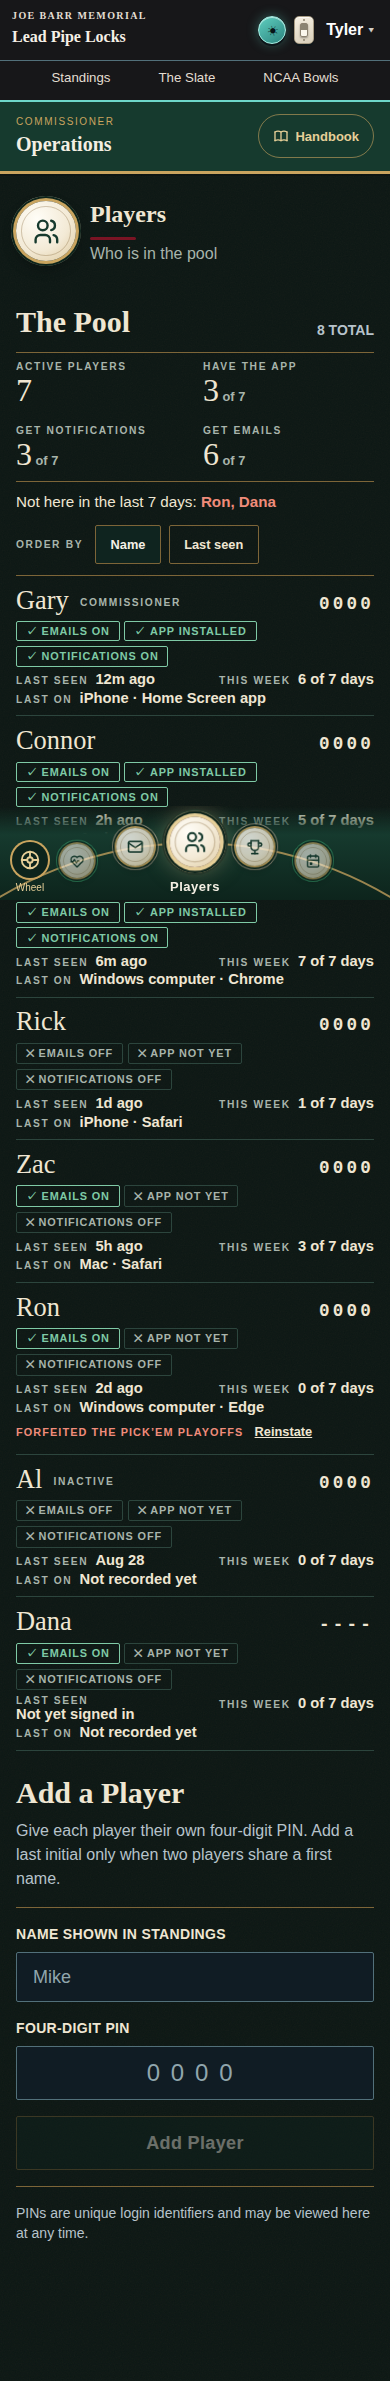 JOE BARR MEMORIAL
Lead Pipe Locks
Tyler
Standings
The Slate
NCAA Bowls
COMMISSIONER
Operations
Handbook
Players
Who is in the pool
The Pool
8 TOTAL
ACTIVE PLAYERS
7
HAVE THE APP
3 of 7
GET NOTIFICATIONS
3 of 7
GET EMAILS
6 of 7
Not here in the last 7 days: Ron, Dana
ORDER BY
Name
Last seen
Gary COMMISSIONER
0000
✓ EMAILS ON
✓ APP INSTALLED
✓ NOTIFICATIONS ON
LAST SEEN 12m ago
THIS WEEK 6 of 7 days
LAST ON iPhone · Home Screen app
Connor
0000
✓ EMAILS ON
✓ APP INSTALLED
✓ NOTIFICATIONS ON
LAST SEEN 2h ago
THIS WEEK 5 of 7 days
Wheel
Players
✓ EMAILS ON
✓ APP INSTALLED
✓ NOTIFICATIONS ON
LAST SEEN 6m ago
THIS WEEK 7 of 7 days
LAST ON Windows computer · Chrome
Rick
0000
✕ EMAILS OFF
✕ APP NOT YET
✕ NOTIFICATIONS OFF
LAST SEEN 1d ago
THIS WEEK 1 of 7 days
LAST ON iPhone · Safari
Zac
0000
✓ EMAILS ON
✕ APP NOT YET
✕ NOTIFICATIONS OFF
LAST SEEN 5h ago
THIS WEEK 3 of 7 days
LAST ON Mac · Safari
Ron
0000
✓ EMAILS ON
✕ APP NOT YET
✕ NOTIFICATIONS OFF
LAST SEEN 2d ago
THIS WEEK 0 of 7 days
LAST ON Windows computer · Edge
FORFEITED THE PICK’EM PLAYOFFS Reinstate
Al INACTIVE
0000
✕ EMAILS OFF
✕ APP NOT YET
✕ NOTIFICATIONS OFF
LAST SEEN Aug 28
THIS WEEK 0 of 7 days
LAST ON Not recorded yet
Dana
----
✓ EMAILS ON
✕ APP NOT YET
✕ NOTIFICATIONS OFF
LAST SEEN
Not yet signed in
THIS WEEK 0 of 7 days
LAST ON Not recorded yet
Add a Player
Give each player their own four-digit PIN. Add a
last initial only when two players share a first
name.
NAME SHOWN IN STANDINGS
Mike
FOUR-DIGIT PIN
0000
Add Player
PINs are unique login identifiers and may be viewed here
at any time.